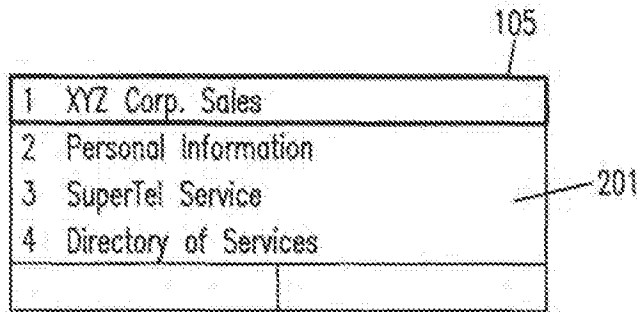 105
1 XYZ Corp. Sales
2 Personal Information
3 SuperTel Service
201
4 Directory of Services